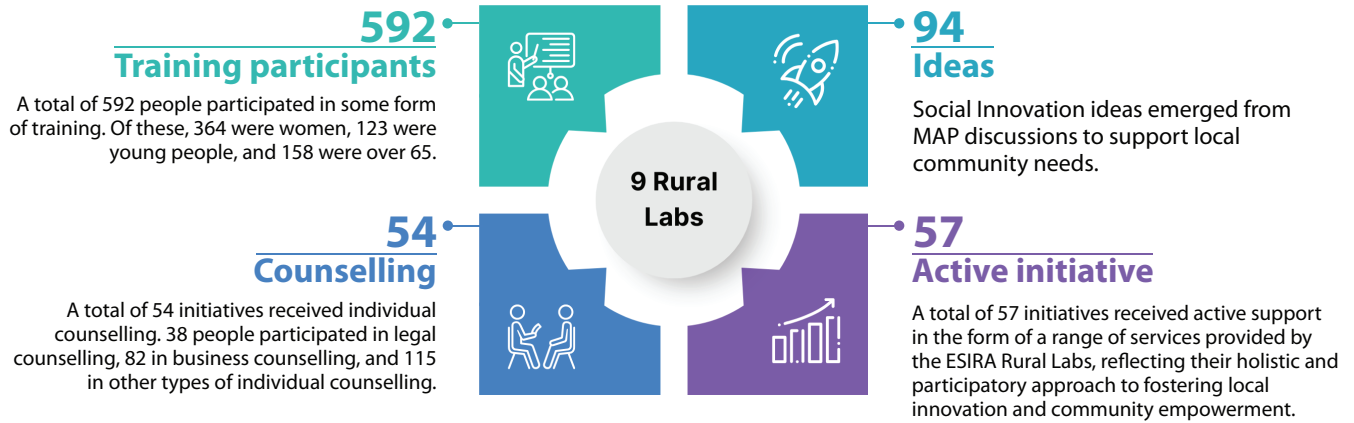 592
Training participants
A total of 592 people participated in some form
of training. Of these, 364 were women, 123 were
young people, and 158 were over 65.
94
Ideas
Social Innovation ideas emerged from
MAP discussions to support local
community needs.
9 Rural
Labs
54
Counselling
A total of 54 initiatives received individual
counselling. 38 people participated in legal
counselling, 82 in business counselling, and 115
in other types of individual counselling.
57
Active initiative
A total of 57 initiatives received active support
in the form of a range of services provided by
the ESIRA Rural Labs, reflecting their holistic and
participatory approach to fostering local
innovation and community empowerment.